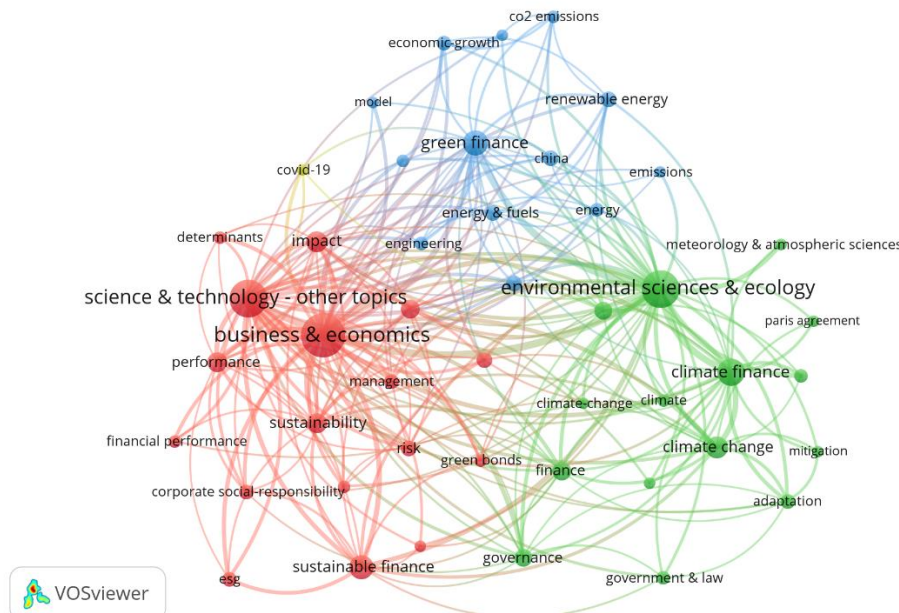 co2 emissions
economic-growth
model
renewable energy
green finance
china
covid-19
emissions
energy & fuels
energy
determinants
impact
engineering
meteorology & atmospheric sciences
science & technology - other topics
environmental sciences & ecology
business & economics
paris agreement
performance
climate finance
management
climate-change
climate
sustainability
financial performance
risk
green bonds
finance
climate change
mitigation
corporate social-responsibility
adaptation
esg
sustainable finance
governance
government & law
VOSviewer